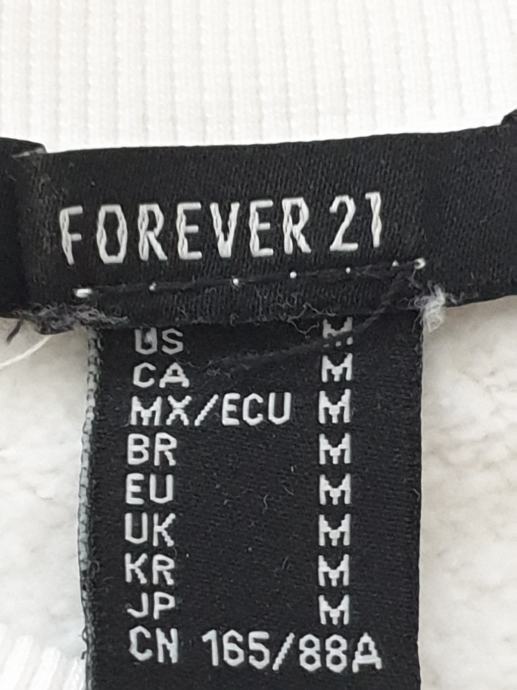 FOREVER 21
US M
CA M
MX/ECU M
BR M
EU M
UK M
KR M
JP M
CN 165/88A